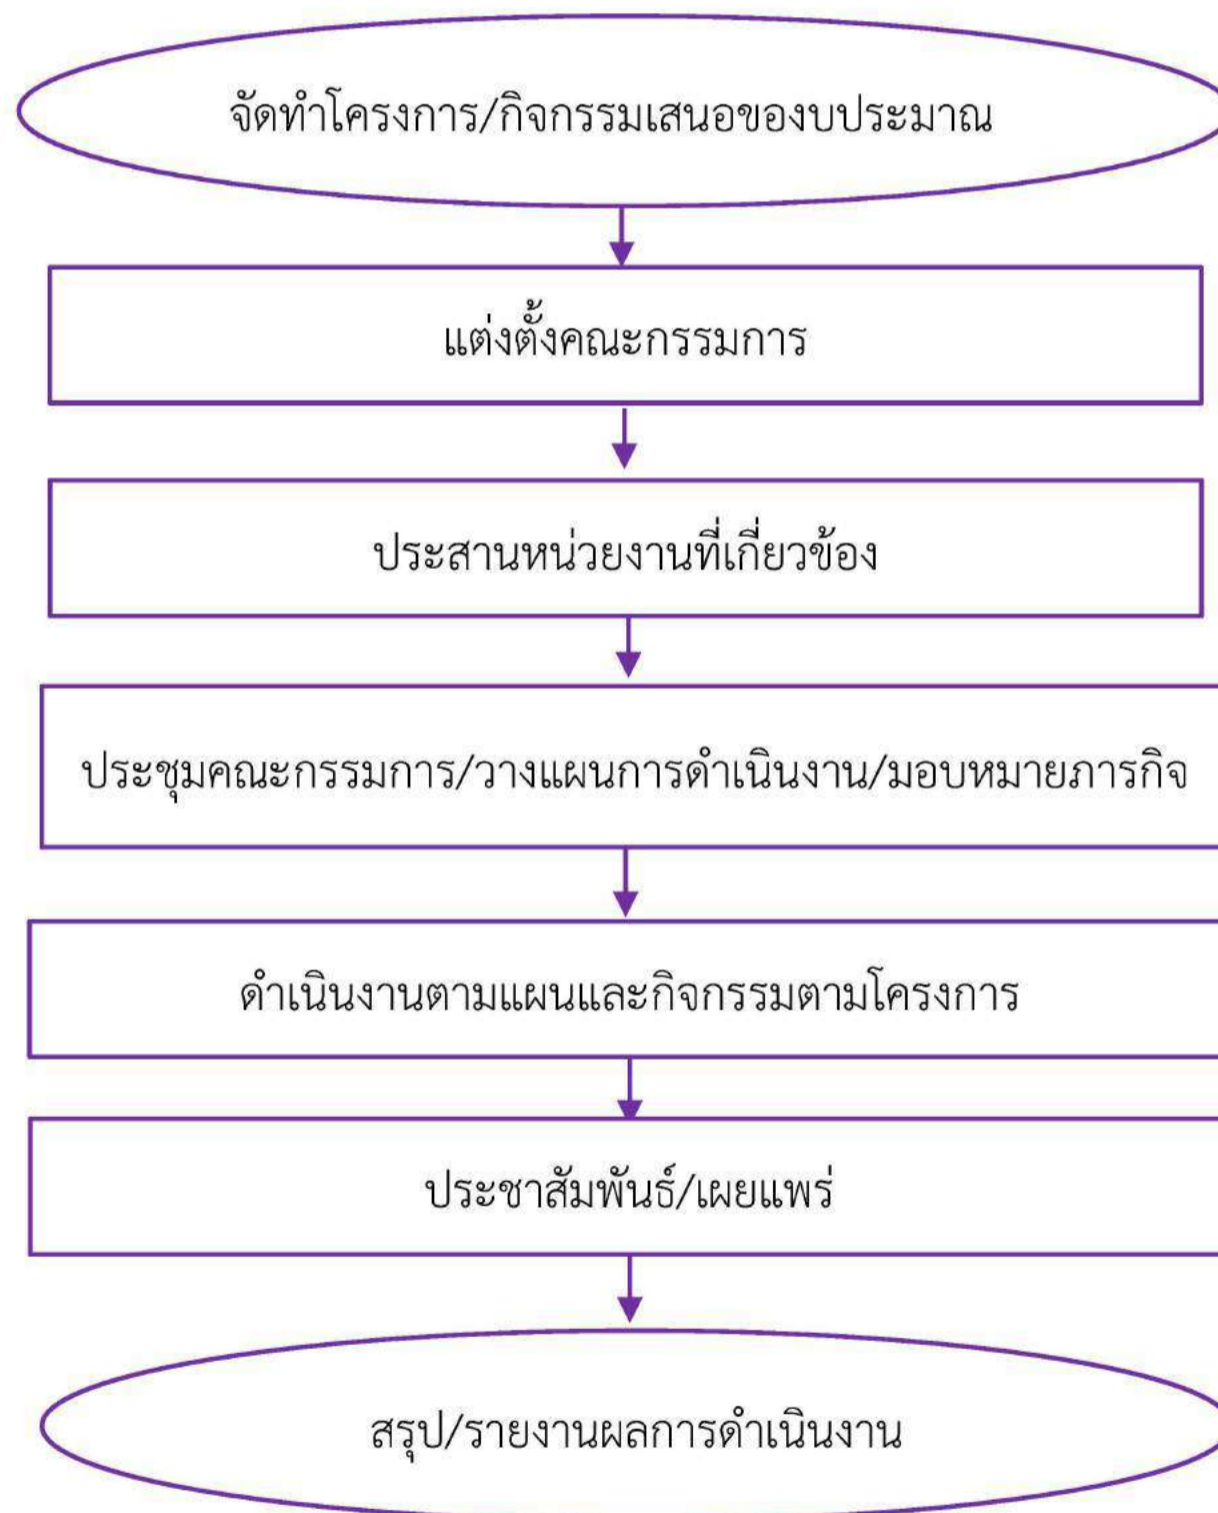 จัดทำโครงการ/กิจกรรมเสนอของบประมาณ
แต่งตั้งคณะกรรมการ
ประสานหน่วยงานที่เกี่ยวข้อง
ประชุมคณะกรรมการ/วางแผนการดำเนินงาน/มอบหมายภารกิจ
ดำเนินงานตามแผนและกิจกรรมตามโครงการ
ประชาสัมพันธ์/เผยแพร่
สรุป/รายงานผลการดำเนินงาน